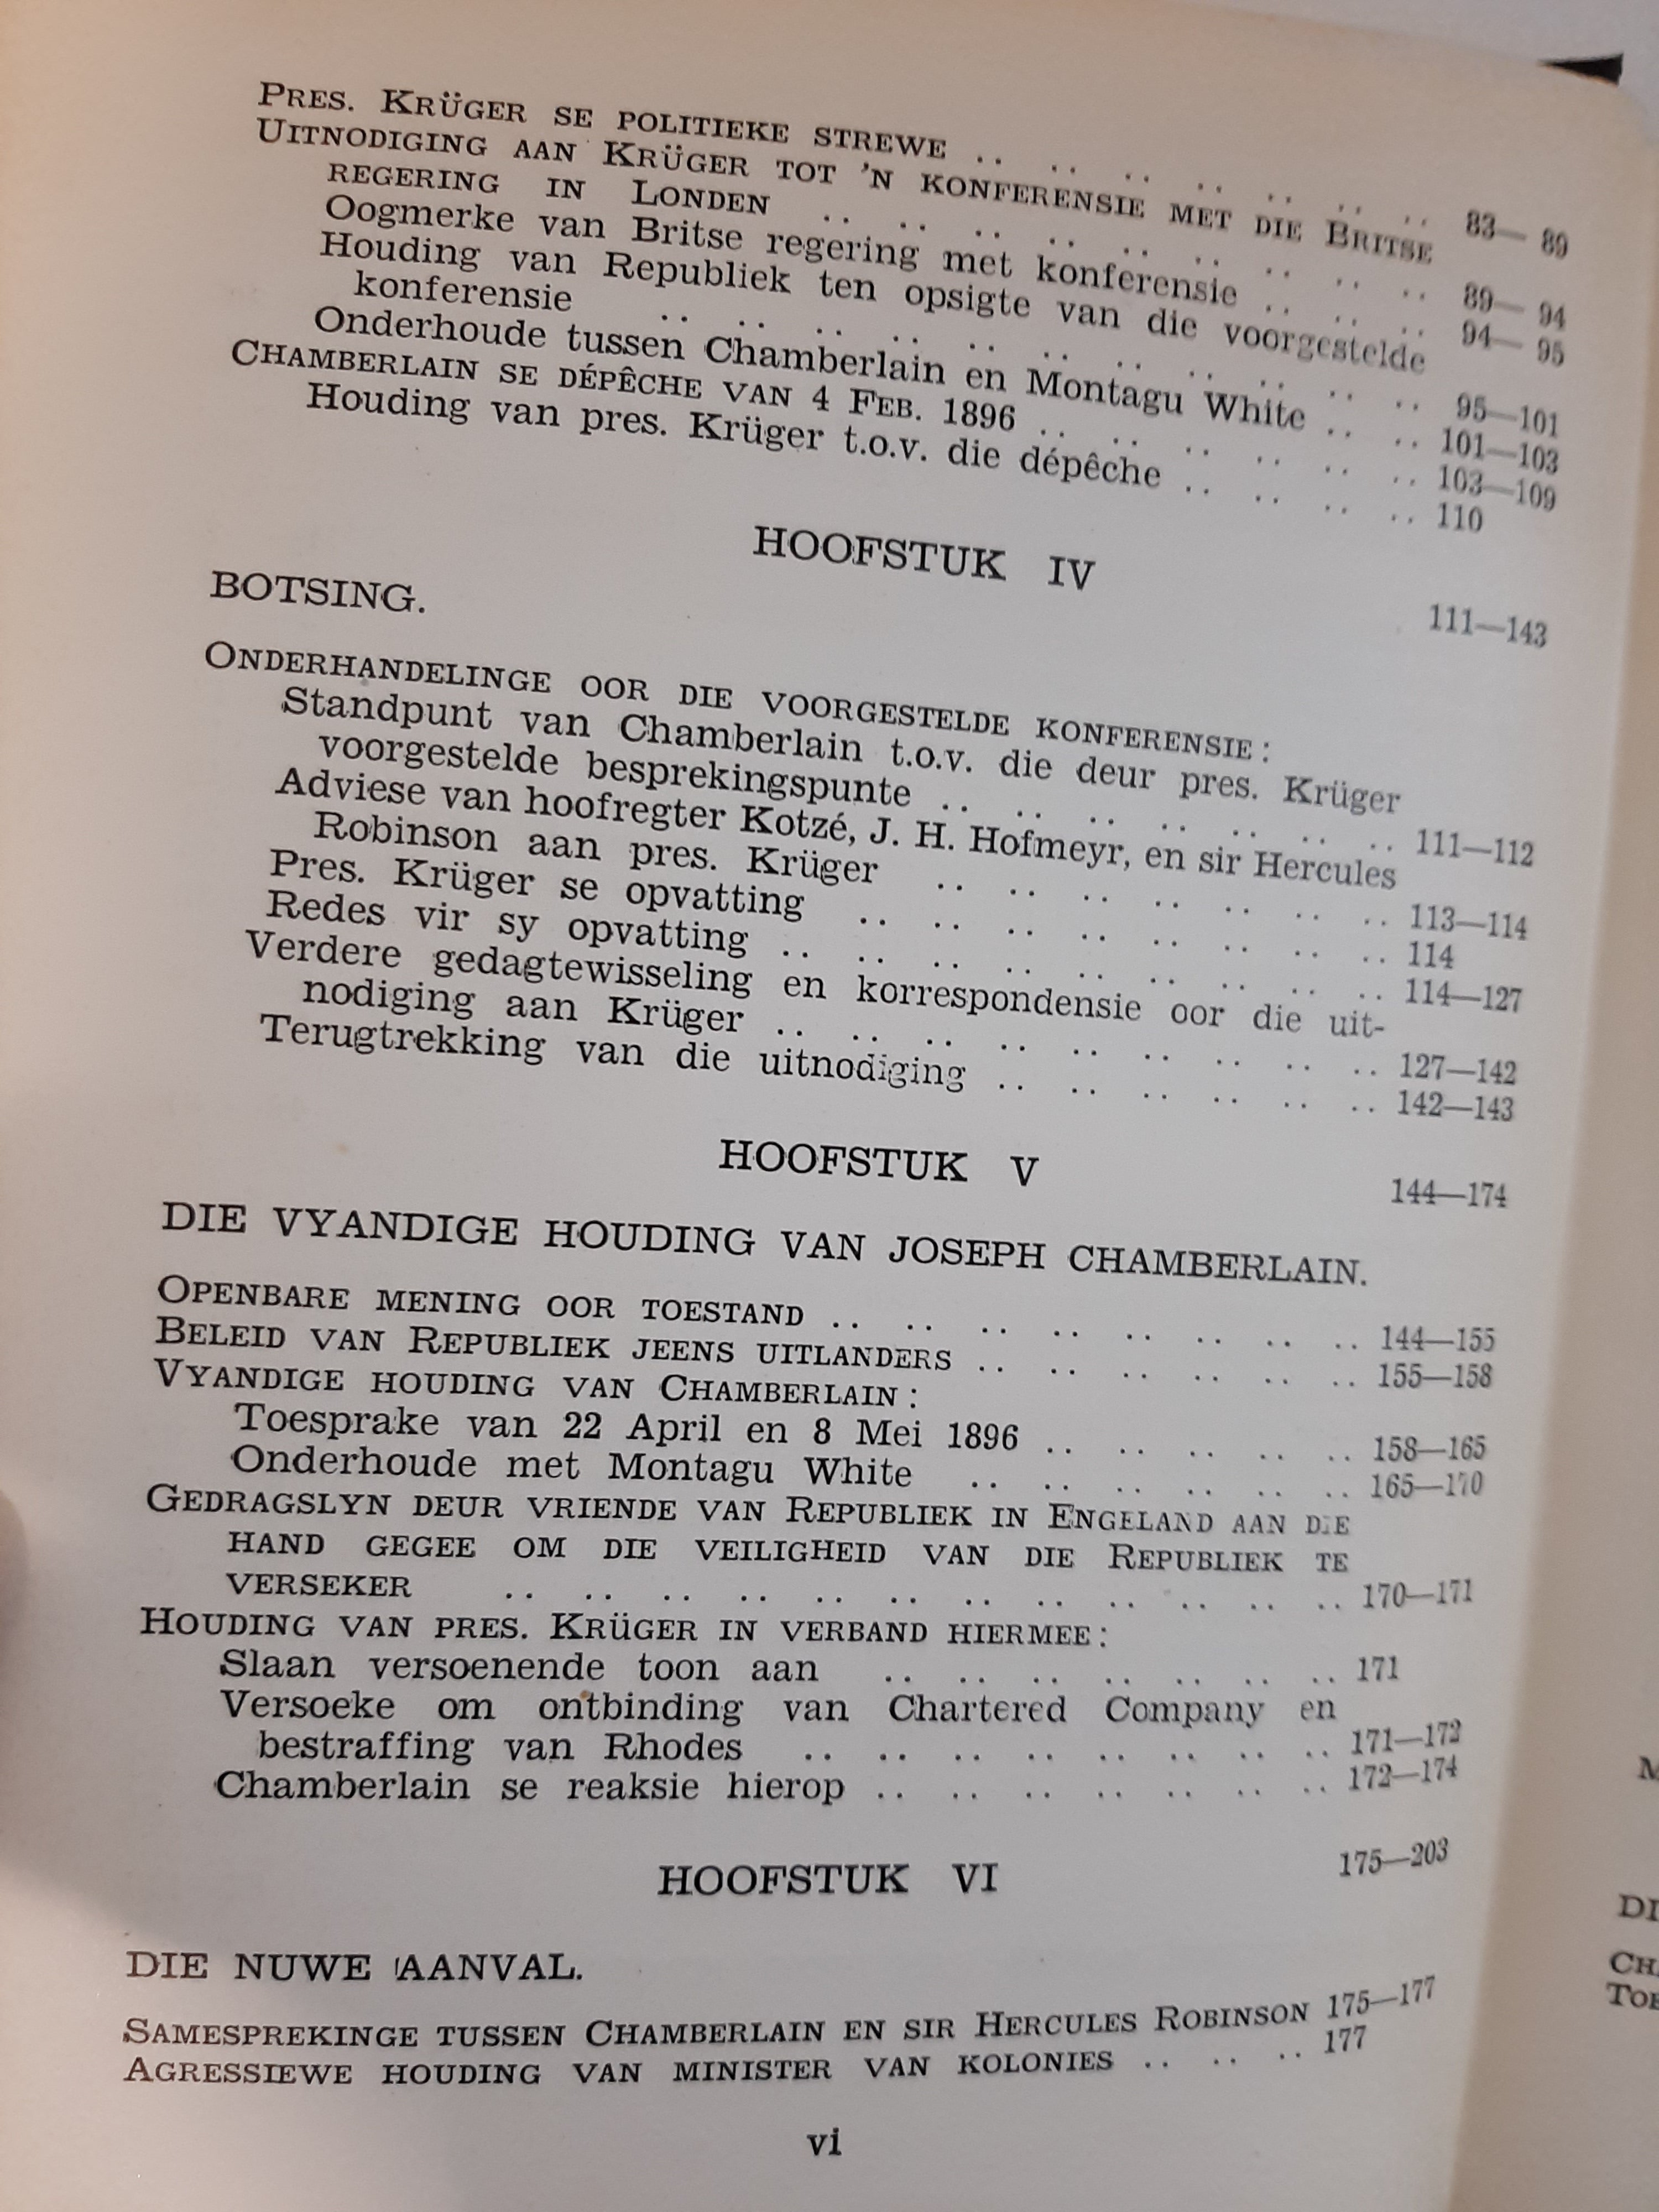 PRES. KRÜGER SE POLITIEKE STREWE .. .. .. .. .. .. .. 83— 89
UITNODIGING AAN KRÜGER TOT 'N KONFERENSIE MET DIE BRITSE
REGERING IN LONDEN .. .. .. .. .. .. .. .. .. 89— 94
Oogmerke van Britse regering met konferensie .. .. .. 94— 95
Houding van Republiek ten opsigte van die voorgestelde
konferensie .. .. .. .. .. .. .. .. .. .. .. 95—101
Onderhoude tussen Chamberlain en Montagu White .. .. 101—103
CHAMBERLAIN SE DÉPÊCHE VAN 4 FEB. 1896 .. .. .. .. .. .. 103—109
Houding van pres. Krüger t.o.v. die dépêche .. .. .. .. 110
HOOFSTUK IV
BOTSING. 111—143
ONDERHANDELINGE OOR DIE VOORGESTELDE KONFERENSIE:
Standpunt van Chamberlain t.o.v. die deur pres. Krüger
voorgestelde besprekingspunte .. .. .. .. .. .. .. 111—112
Adviese van hoofregter Kotzé, J. H. Hofmeyr, en sir Hercules
Robinson aan pres. Krüger .. .. .. .. .. .. .. 113—114
Pres. Krüger se opvatting .. .. .. .. .. .. .. .. 114
Redes vir sy opvatting .. .. .. .. .. .. .. .. .. 114—127
Verdere gedagtewisseling en korrespondensie oor die uit-
nodiging aan Krüger .. .. .. .. .. .. .. .. .. 127—142
Terugtrekking van die uitnodiging .. .. .. .. .. .. 142—143
HOOFSTUK V
144—174
DIE VYANDIGE HOUDING VAN JOSEPH CHAMBERLAIN.
OPENBARE MENING OOR TOESTAND .. .. .. .. .. .. .. .. 144—155
BELEID VAN REPUBLIEK JEENS UITLANDERS .. .. .. .. .. .. 155—158
VYANDIGE HOUDING VAN CHAMBERLAIN:
Toesprake van 22 April en 8 Mei 1896 .. .. .. .. .. 158—165
Onderhoude met Montagu White .. .. .. .. .. .. 165—170
GEDRAGSLYN DEUR VRIENDE VAN REPUBLIEK IN ENGELAND AAN DIE
HAND GEGEE OM DIE VEILIGHEID VAN DIE REPUBLIEK TE
VERSEKER .. .. .. .. .. .. .. .. .. .. .. .. 170—171
HOUDING VAN PRES. KRÜGER IN VERBAND HIERMEE:
Slaan versoenende toon aan .. .. .. .. .. .. .. 171
Versoeke om ontbinding van Chartered Company en
bestraffing van Rhodes .. .. .. .. .. .. .. .. 171—172
Chamberlain se reaksie hierop .. .. .. .. .. .. .. 172—174
HOOFSTUK VI
175—203
DIE NUWE AANVAL.
SAMESPREKINGE TUSSEN CHAMBERLAIN EN SIR HERCULES ROBINSON 175—177
AGRESSIEWE HOUDING VAN MINISTER VAN KOLONIES .. .. .. 177
vi